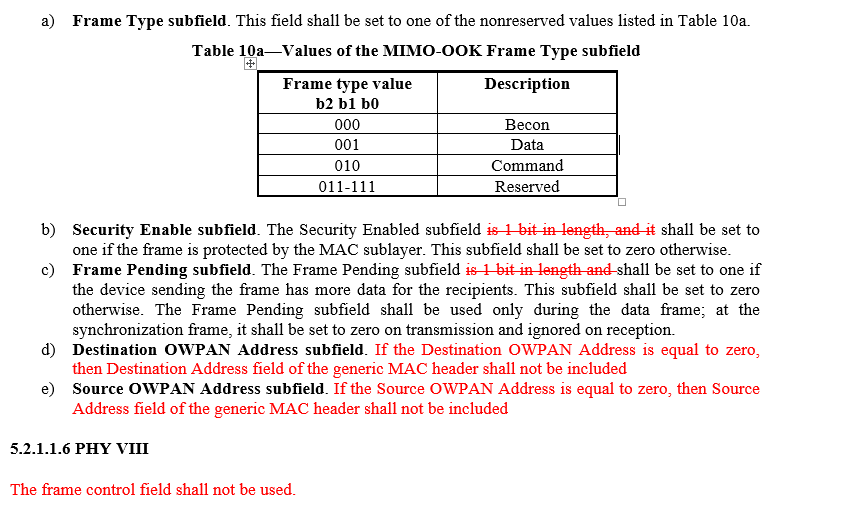 a) Frame Type subfield. This field shall be set to one of the nonreserved values listed in Table 10a.
Table 10a—Values of the MIMO-OOK Frame Type subfield
Frame type value Description
b2 b1 b0
000 Becon
001 Data
010 Command
011-111 Reserved
b) Security Enable subfield. The Security Enabled subfield is 1 bit in length, and it shall be set to
one if the frame is protected by the MAC sublayer. This subfield shall be set to zero otherwise.
c) Frame Pending subfield. The Frame Pending subfield is 1 bit in length and shall be set to one if
the device sending the frame has more data for the recipients. This subfield shall be set to zero
otherwise. The Frame Pending subfield shall be used only during the data frame; at the
synchronization frame, it shall be set to zero on transmission and ignored on reception.
d) Destination OWPAN Address subfield. If the Destination OWPAN Address is equal to zero,
then Destination Address field of the generic MAC header shall not be included
e) Source OWPAN Address subfield. If the Source OWPAN Address is equal to zero, then Source
Address field of the generic MAC header shall not be included
5.2.1.1.6 PHY VIII
The frame control field shall not be used.